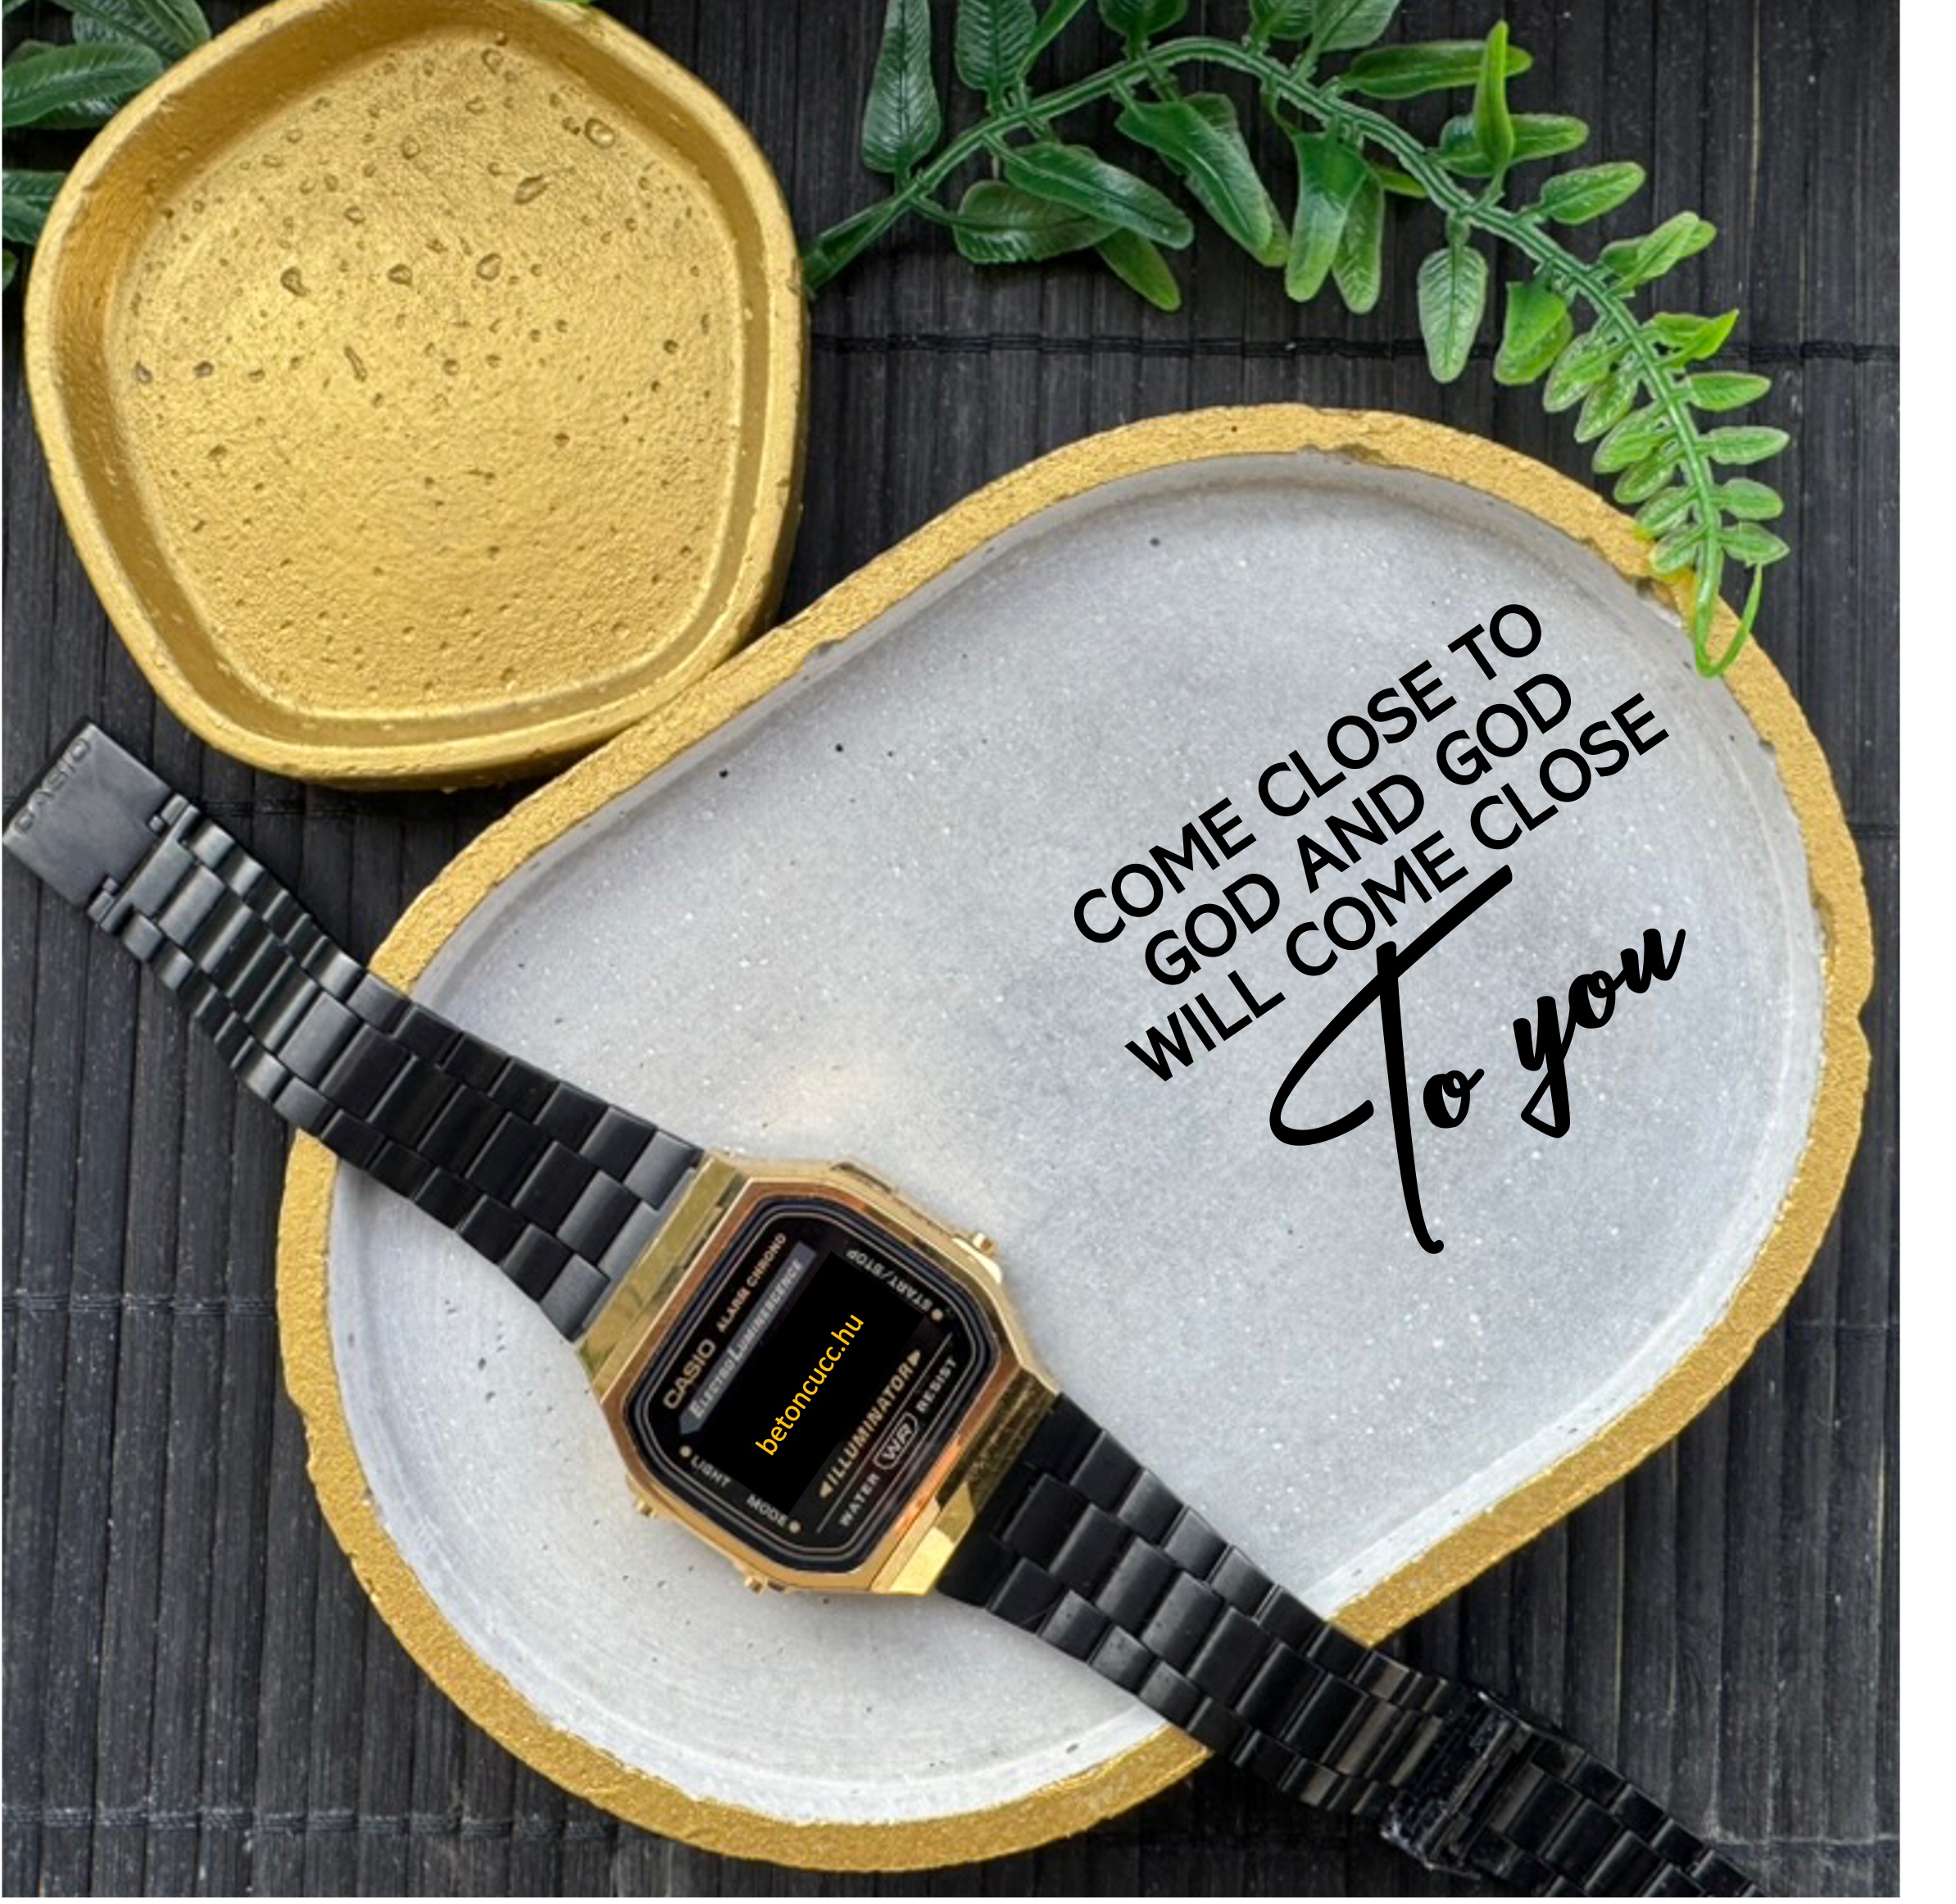 COME CLOSE TO
GOD AND GOD
WILL COME CLOSE
To you
CASIO
CASIO ALARM CHRONO
ELECTRO LUMINESCENCE
START/STOP
betoncucc.hu
LIGHT
◀ILLUMINATOR▶
MODE
WATER WR RESIST